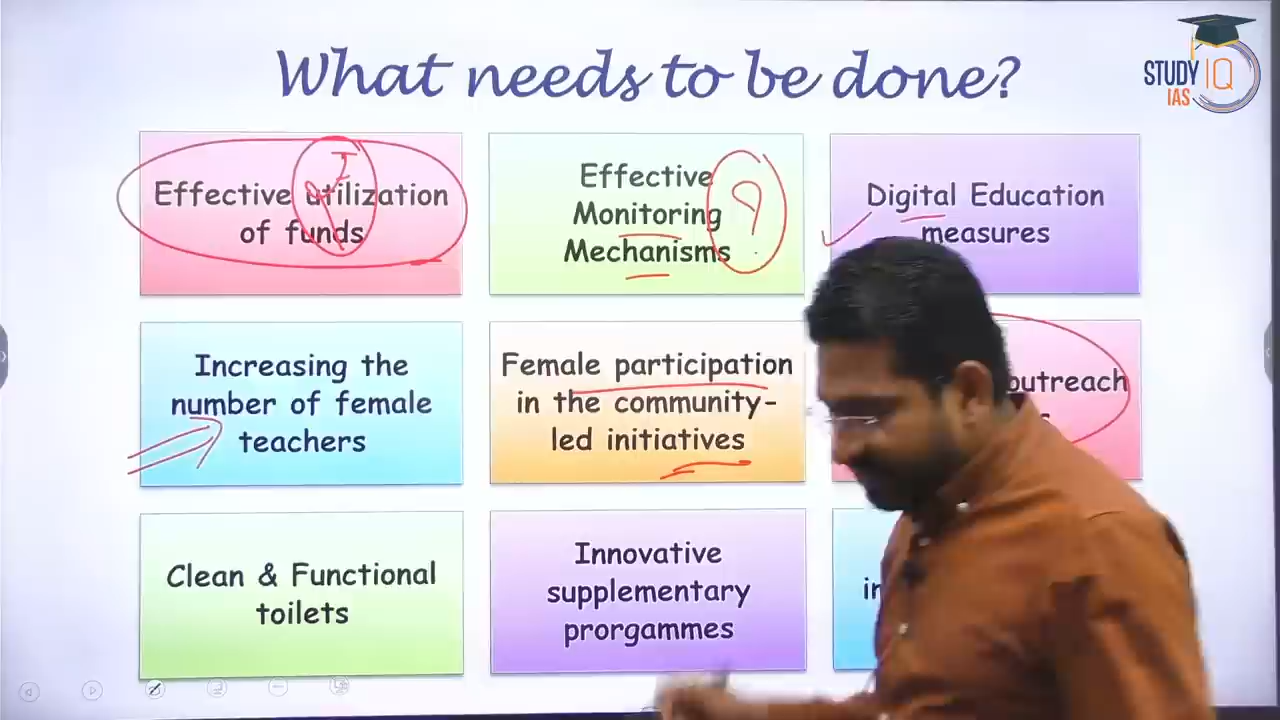 What needs to be done?
STUDY IQ
IAS
Effective utilization
of funds
Effective
Monitoring
Mechanisms
Digital Education
measures
Increasing the
number of female
teachers
Female participation
in the community-
led initiatives
outreach
Clean & Functional
toilets
Innovative
supplementary
prorgammes